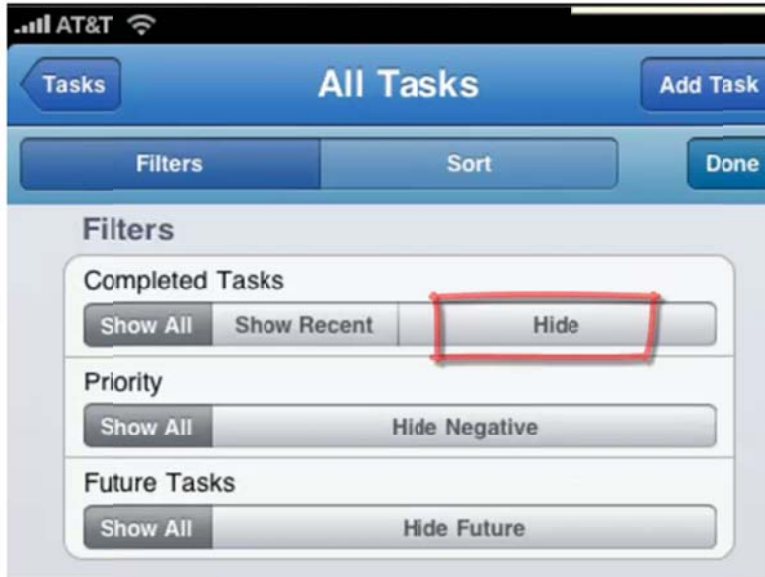 AT&T
Tasks All Tasks Add Task
Filters Sort Done
Filters
Completed Tasks
Show All Show Recent Hide
Priority
Show All Hide Negative
Future Tasks
Show All Hide Future